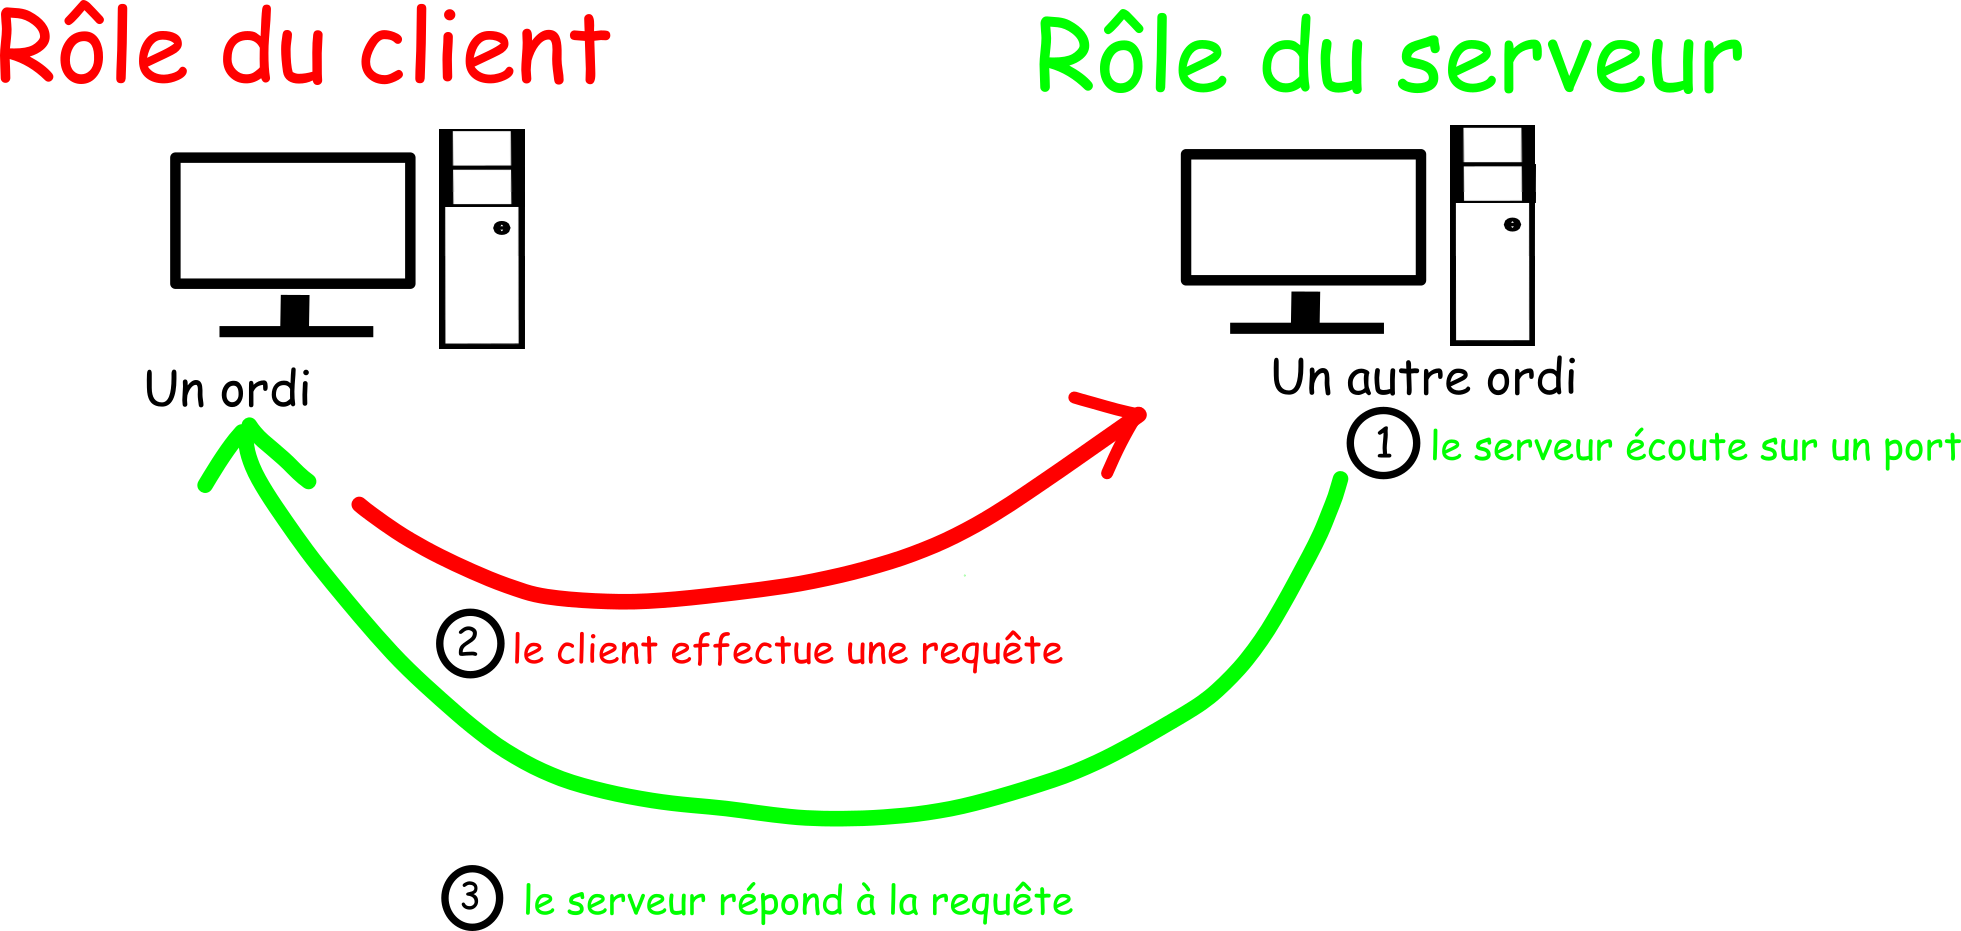 Rôle du client
Rôle du serveur
Un ordi
Un autre ordi
1 le serveur écoute sur un port
2 le client effectue une requête
3 le serveur répond à la requête